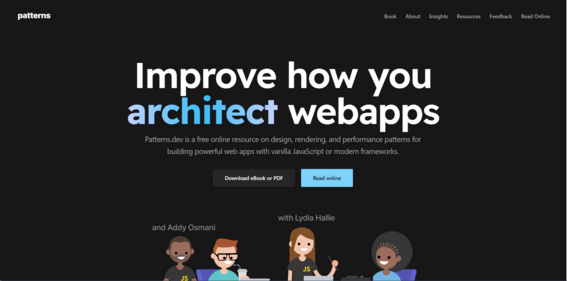 patterns
Book About Insights Resources Feedback Read Online
Improve how you
architect webapps
Patterns.dev is a free online resource on design, rendering, and performance patterns for
building powerful web apps with vanilla JavaScript or modern frameworks.
Download eBook or PDF Read online
with Lydia Hallie
and Addy Osmani
JS
JS